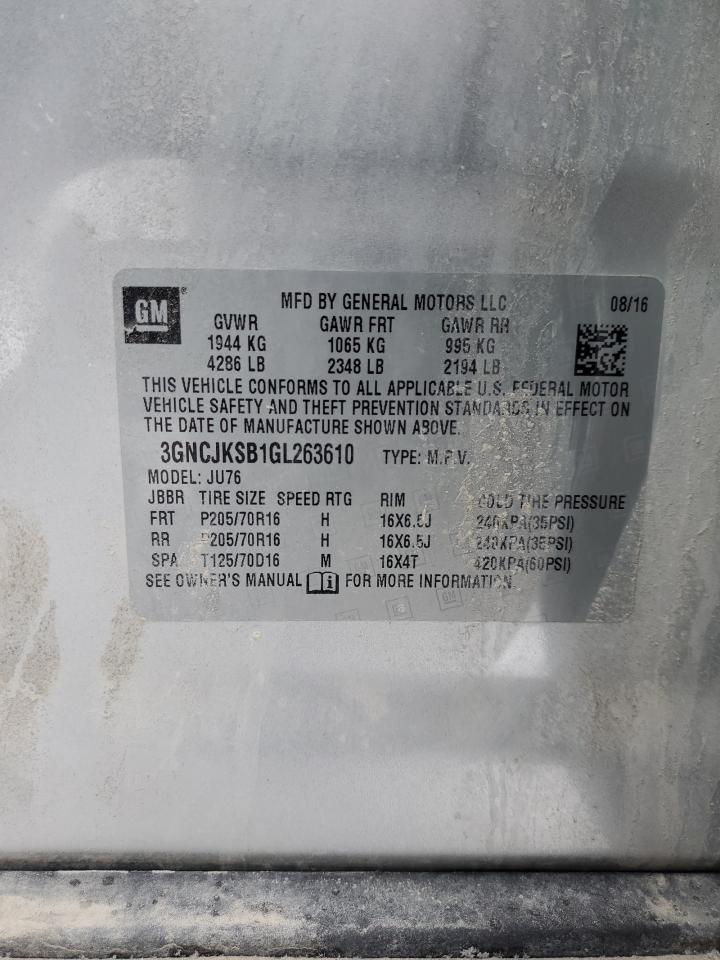 GM
MFD BY GENERAL MOTORS LLC 08/16
GVWR GAWR FRT GAWR RR
1944 KG 1065 KG 995 KG
4286 LB 2348 LB 2194 LB
THIS VEHICLE CONFORMS TO ALL APPLICABLE U.S. FEDERAL MOTOR
VEHICLE SAFETY AND THEFT PREVENTION STANDARDS IN EFFECT ON
THE DATE OF MANUFACTURE SHOWN ABOVE.
3GNCJKSB1GL263610 TYPE: M.P.V.
MODEL: JU76
JBBR TIRE SIZE SPEED RTG RIM COLD TIRE PRESSURE
FRT P205/70R16 H 16X6.5J 240KPA(35PSI)
RR P205/70R16 H 16X6.5J 240KPA(35PSI)
SPA T125/70D16 M 16X4T 420KPA(60PSI)
SEE OWNER'S MANUAL i FOR MORE INFORMATION.